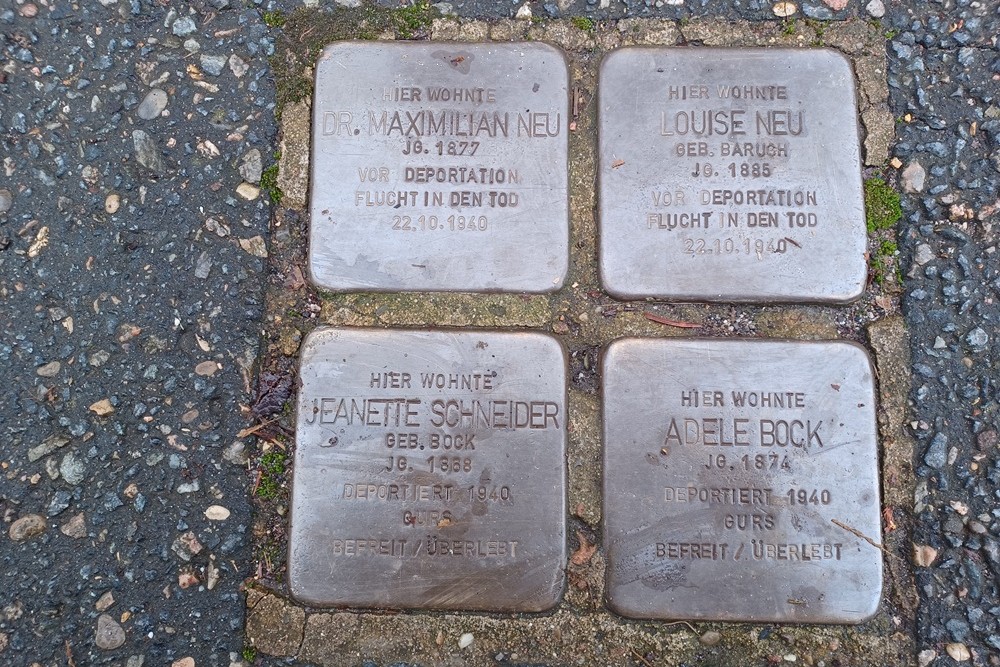 HIER WOHNTE
DR. MAXIMILIAN NEU
JG. 1877
VOR DEPORTATION
FLUCHT IN DEN TOD
22.10.1940
HIER WOHNTE
LOUISE NEU
GEB. BARUCH
JG. 1885
VOR DEPORTATION
FLUCHT IN DEN TOD
22.10.1940
HIER WOHNTE
JEANETTE SCHNEIDER
GEB. BOCK
JG. 1868
DEPORTIERT 1940
GURS
BEFREIT / ÜBERLEBT
HIER WOHNTE
ADELE BOCK
JG. 1874
DEPORTIERT 1940
GURS
BEFREIT / ÜBERLEBT